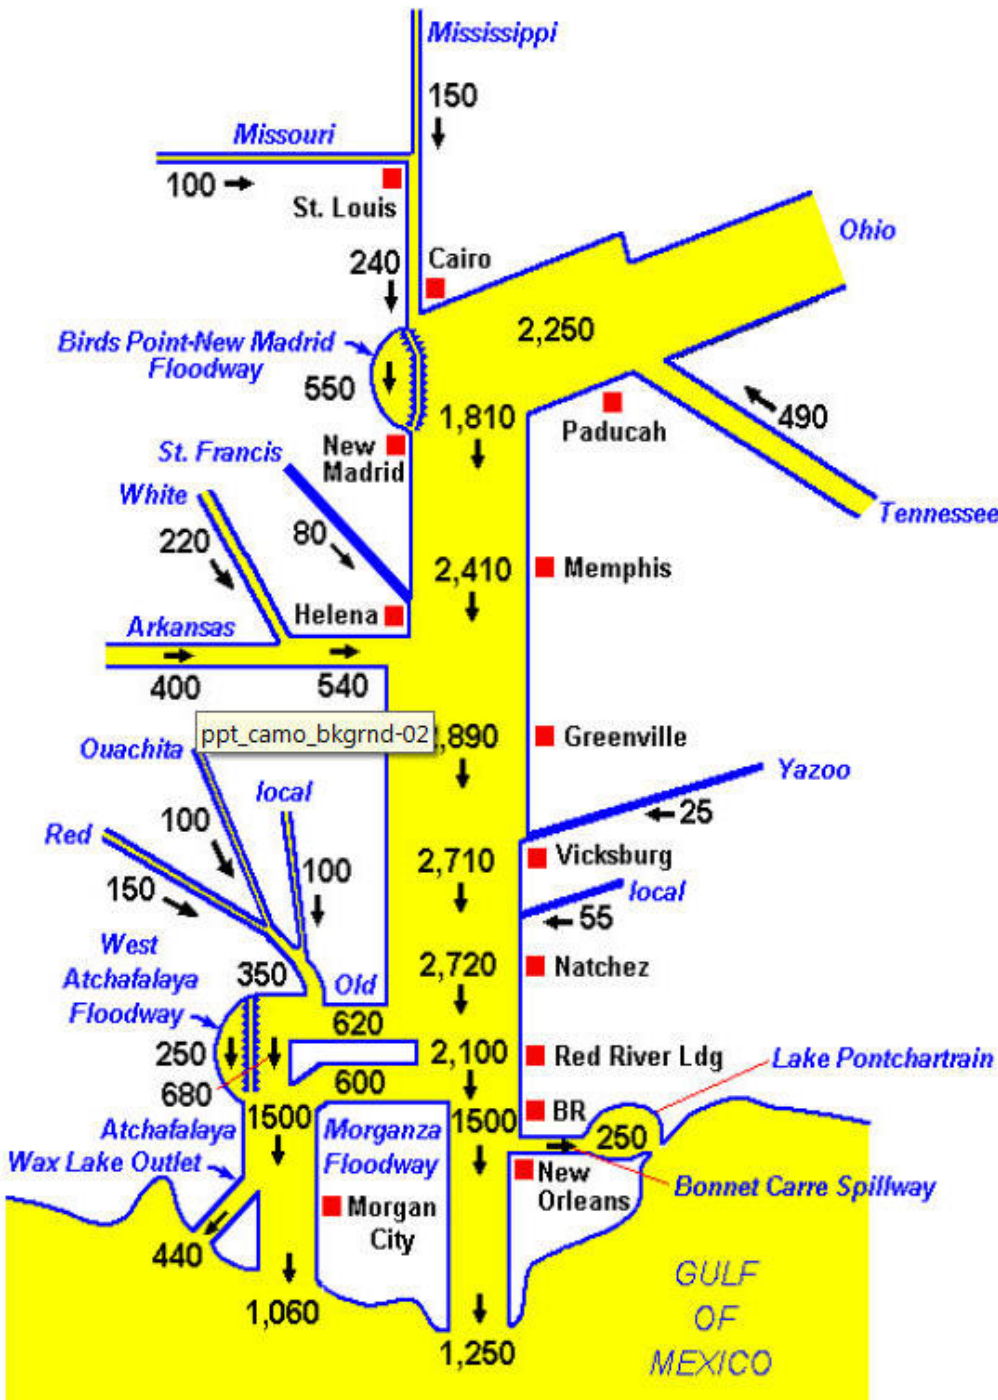 Mississippi
150
Missouri
100
St. Louis
Ohio
240
Cairo
2,250
Birds Point-New Madrid
Floodway
550
1,810
Paducah
490
New
Madrid
St. Francis
White
Tennessee
220
80
2,410
Memphis
Helena
Arkansas
400
540
ppt_camo_bkgrnd-02
,890
Greenville
Ouachita
local
Yazoo
Red
100
25
150
100
2,710
Vicksburg
local
55
West
Atchafalaya
Floodway
350
Old
2,720
Natchez
620
250
2,100
Red River Ldg
Lake Pontchartrain
680
600
1500
1500
BR
Atchafalaya
Morganza
Floodway
250
Wax Lake Outlet
New
Orleans
Bonnet Carre Spillway
Morgan
City
440
1,060
1,250
GULF
OF
MEXICO